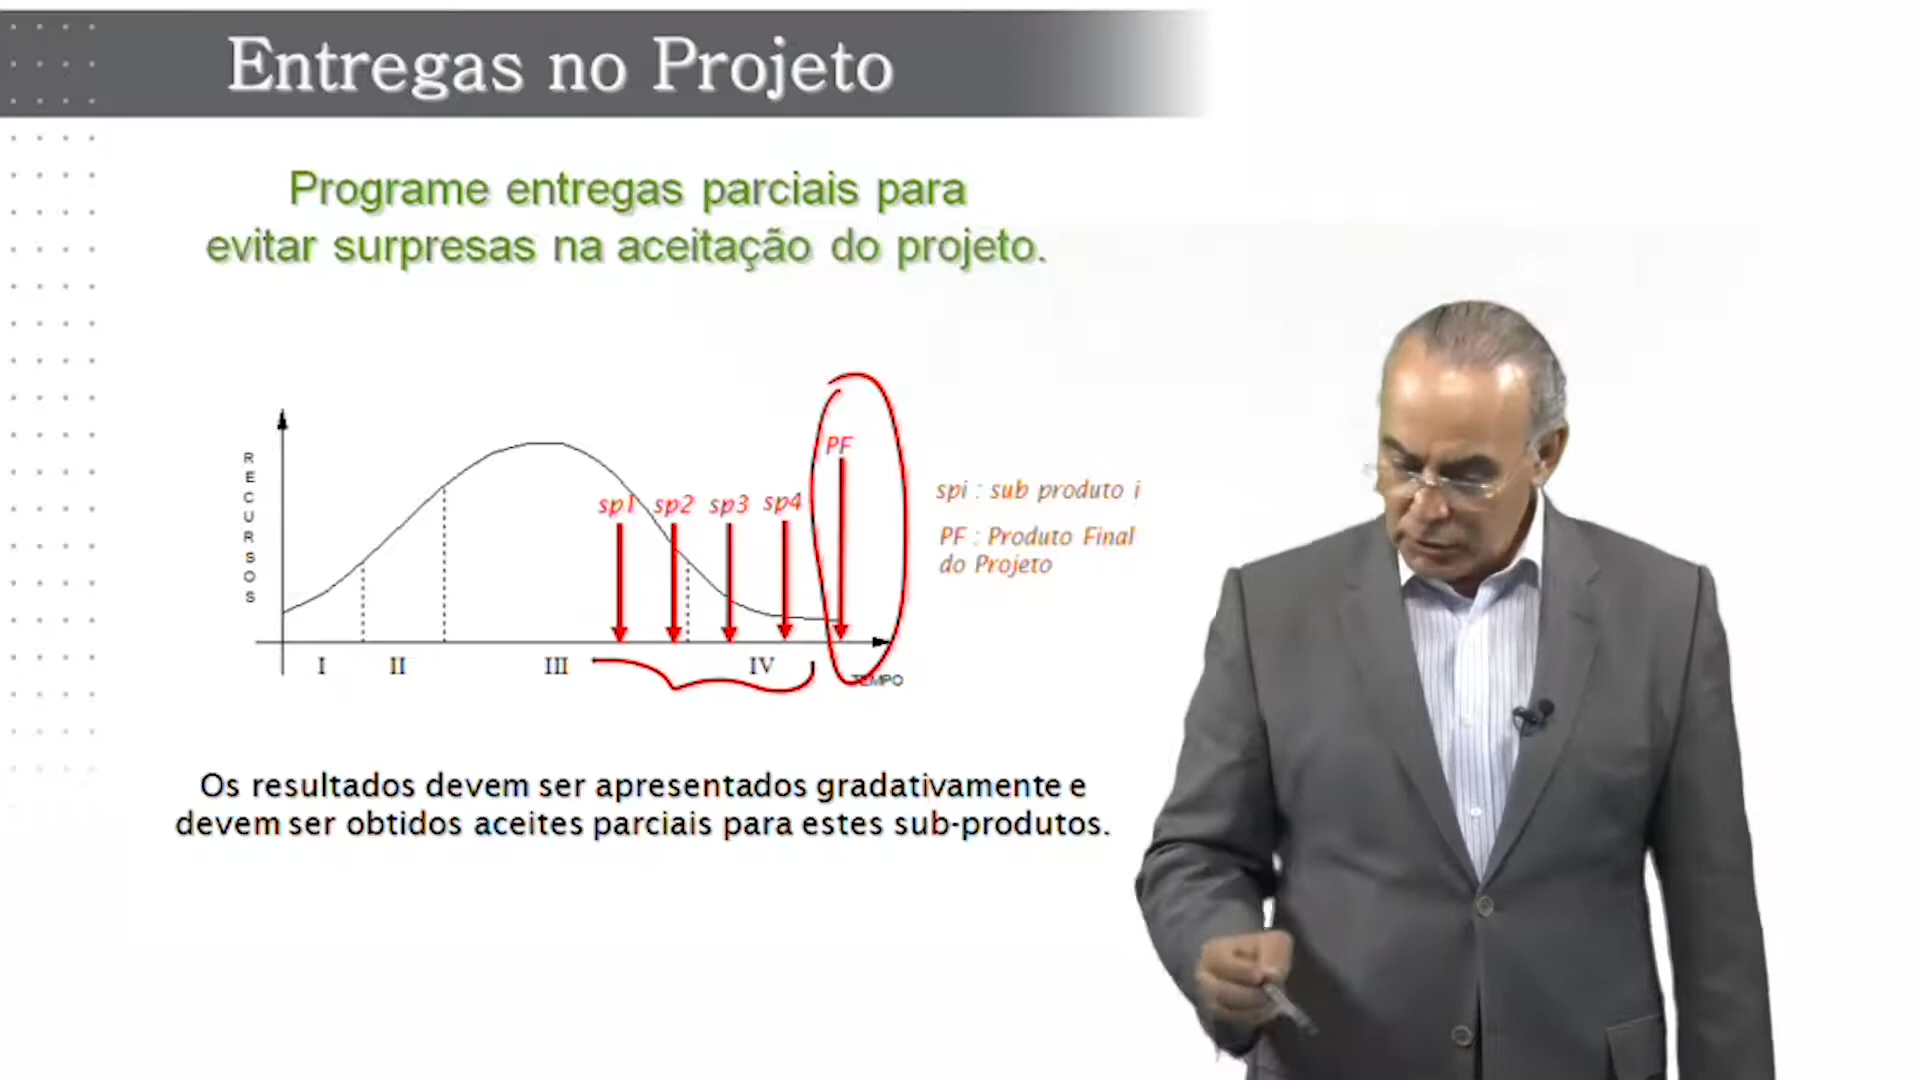 Entregas no Projeto
Programe entregas parciais para
evitar surpresas na aceitação do projeto.
RECURSOS
PF
sp1 sp2 sp3 sp4
spi : sub produto i
PF : Produto Final
do Projeto
I II III IV
TEMPO
Os resultados devem ser apresentados gradativamente e
devem ser obtidos aceites parciais para estes sub-produtos.